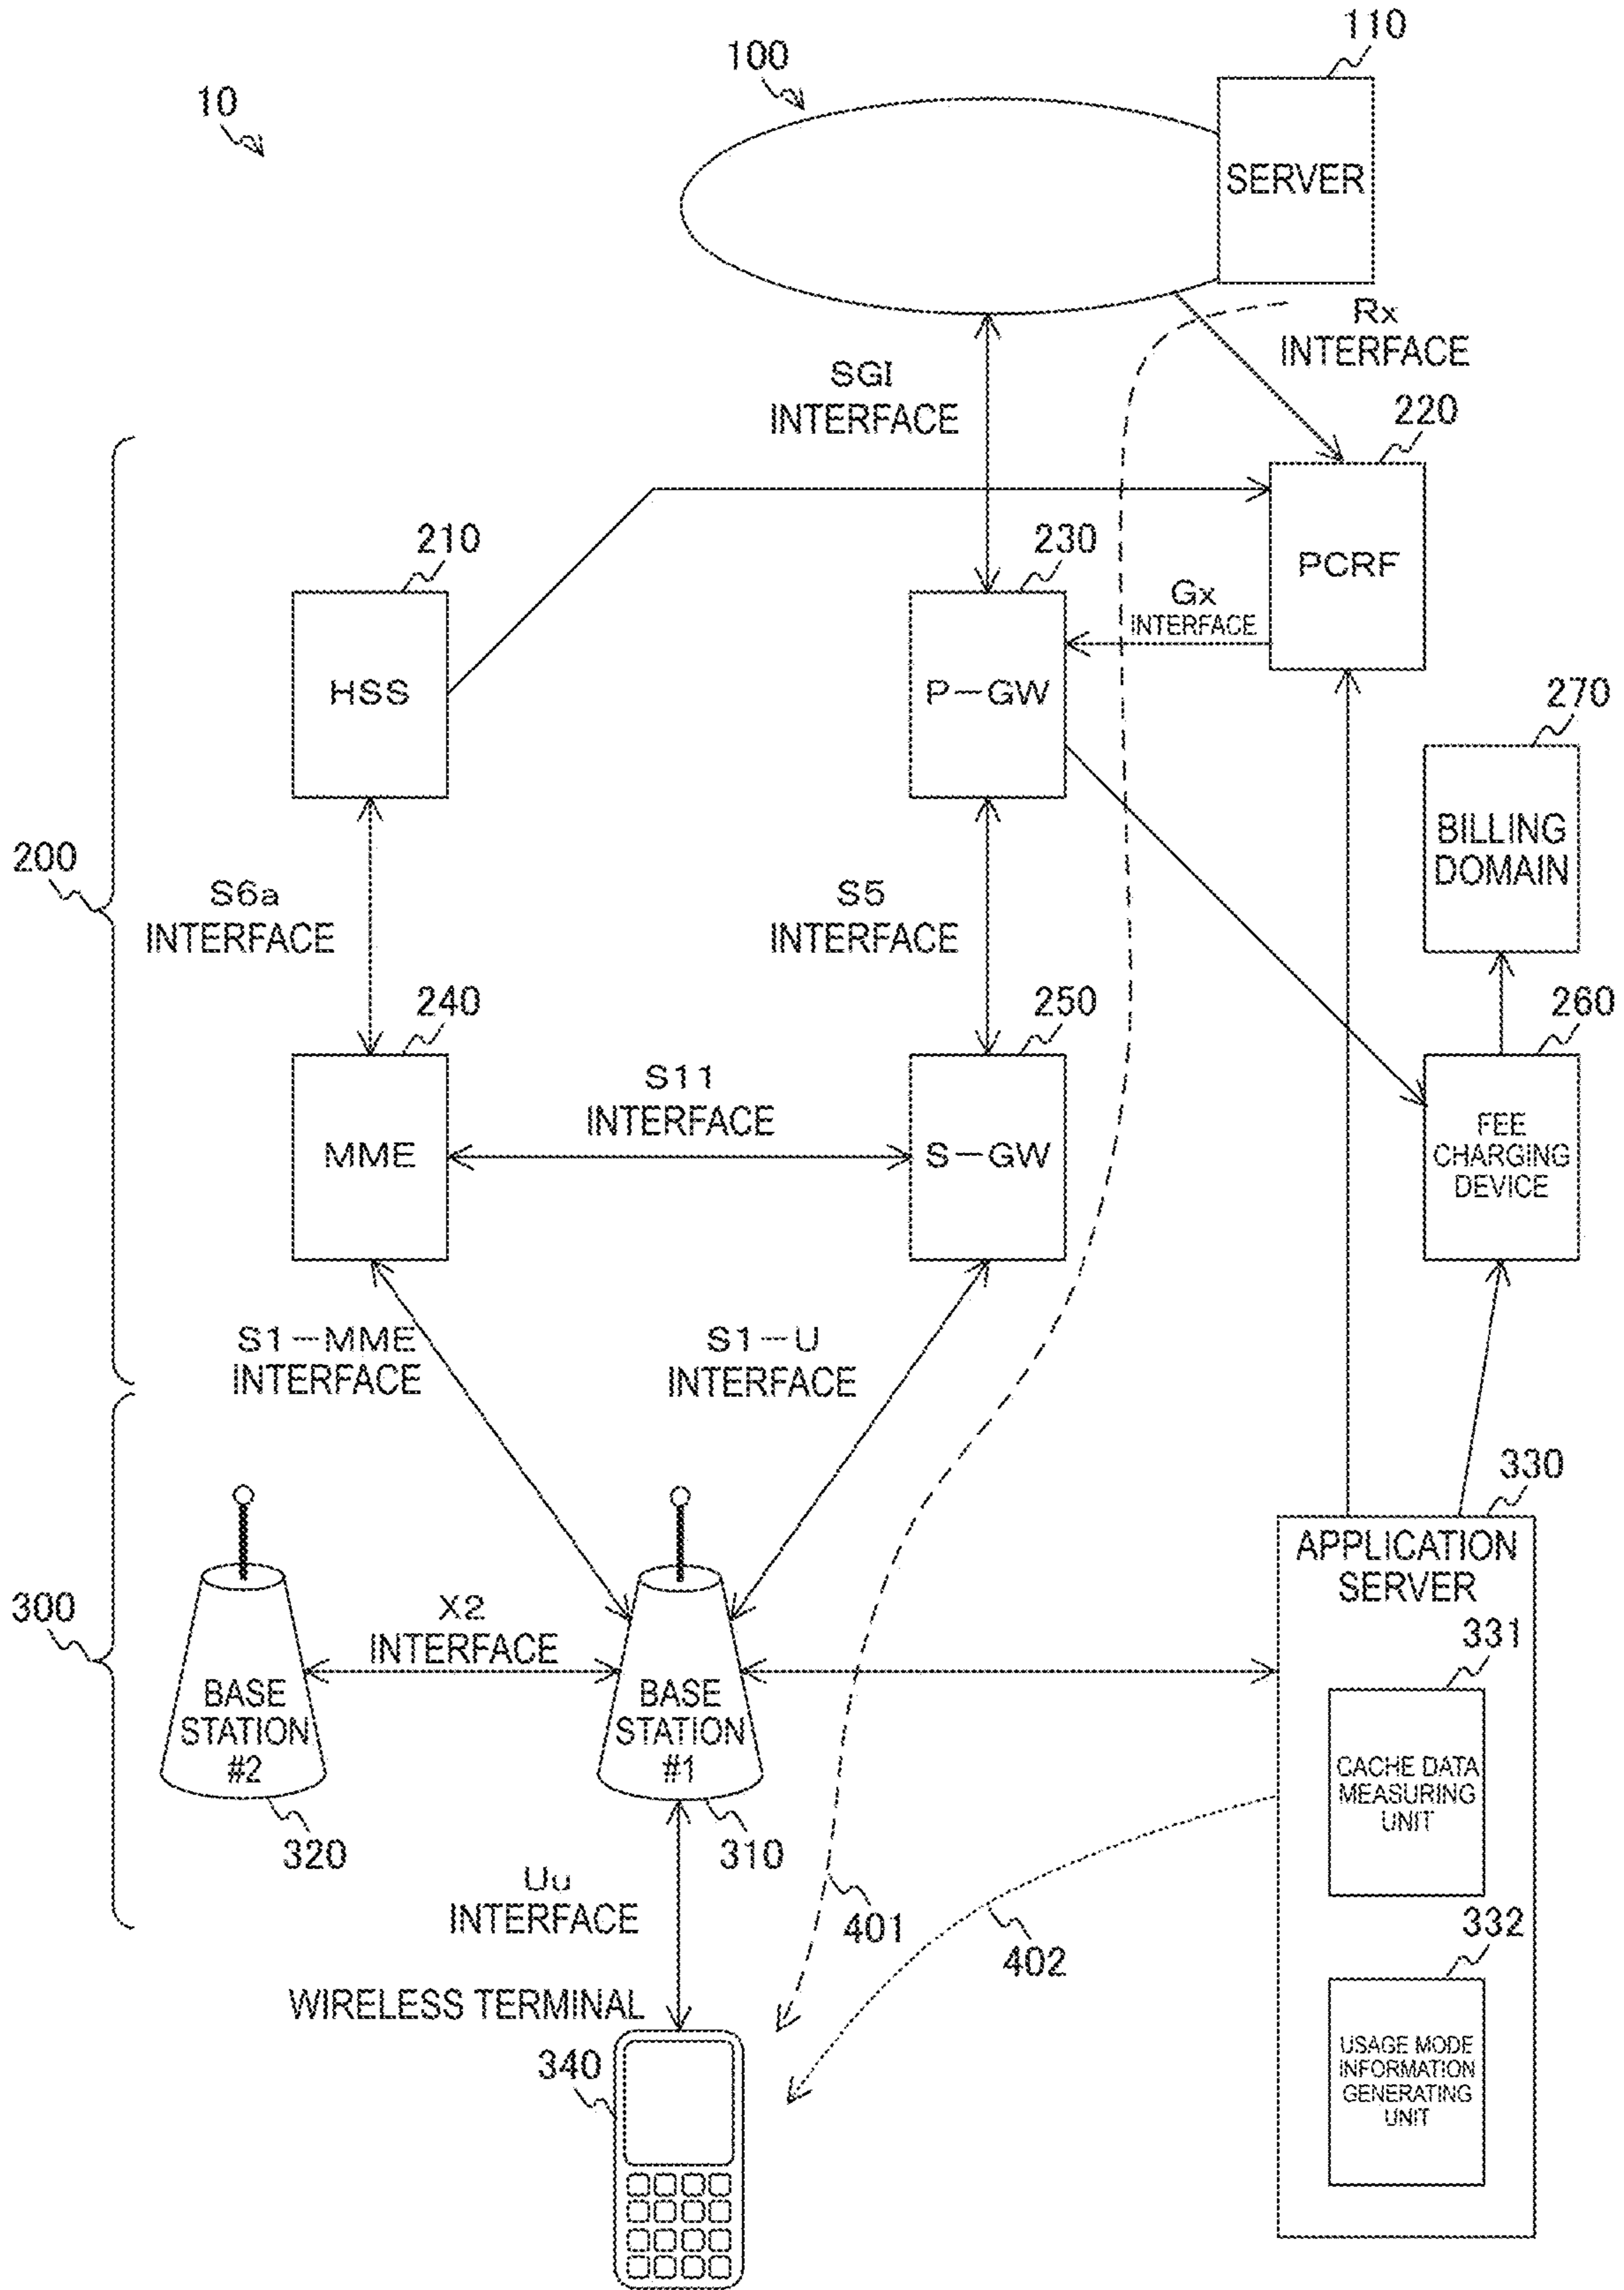 110
100
10
SERVER
Rx
INTERFACE
SGI
INTERFACE
220
210
230
PCRF
Gx
INTERFACE
HSS
P-GW
270
BILLING
DOMAIN
200
S6a
INTERFACE
S5
INTERFACE
240
250
260
S11
INTERFACE
MME
S-GW
FEE
CHARGING
DEVICE
S1-MME
INTERFACE
S1-U
INTERFACE
330
APPLICATION
SERVER
300
X2
INTERFACE
331
BASE
STATION
#2
BASE
STATION
#1
CACHE DATA
MEASURING
UNIT
320
310
Uu
INTERFACE
401
402
332
WIRELESS TERMINAL
340
USAGE MODE
INFORMATION
GENERATING
UNIT